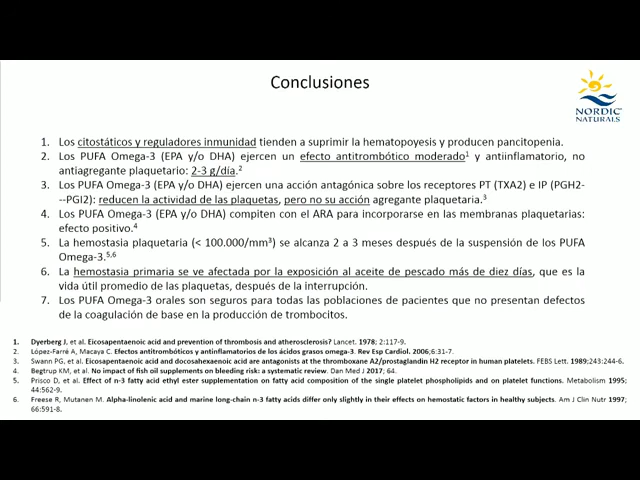 Conclusiones
NORDIC
NATURALS
1. Los citostáticos y reguladores inmunidad tienden a suprimir la hematopoyesis y producen pancitopenia.
2. Los PUFA Omega-3 (EPA y/o DHA) ejercen un efecto antitrombótico moderado¹ y antiinflamatorio, no
antiagregante plaquetario: 2-3 g/día.²
3. Los PUFA Omega-3 (EPA y/o DHA) ejercen una acción antagónica sobre los receptores PT (TXA2) e IP (PGH2-
--PGI2): reducen la actividad de las plaquetas, pero no su acción agregante plaquetaria.³
4. Los PUFA Omega-3 (EPA y/o DHA) compiten con el ARA para incorporarse en las membranas plaquetarias:
efecto positivo.⁴
5. La hemostasia plaquetaria (< 100.000/mm³) se alcanza 2 a 3 meses después de la suspensión de los PUFA
Omega-3.⁵,⁶
6. La hemostasia primaria se ve afectada por la exposición al aceite de pescado más de diez días, que es la
vida útil promedio de las plaquetas, después de la interrupción.
7. Los PUFA Omega-3 orales son seguros para todas las poblaciones de pacientes que no presentan defectos
de la coagulación de base en la producción de trombocitos.
1. Dyerberg J, et al. Eicosapentaenoic acid and prevention of thrombosis and atherosclerosis? Lancet. 1978; 2:117-9.
2. López-Farré A, Macaya C. Efectos antitrombóticos y antinflamatorios de los ácidos grasos omega-3. Rev Esp Cardiol. 2006;6:31-7.
3. Swann PG, et al. Eicosapentaenoic acid and docosahexaenoic acid are antagonists at the thromboxane A2/prostaglandin H2 receptor in human platelets. FEBS Lett. 1989;243:244-6.
4. Begtrup KM, et al. No impact of fish oil supplements on bleeding risk: a systematic review. Dan Med J 2017; 64.
5. Prisco D, et al. Effect of n-3 fatty acid ethyl ester supplementation on fatty acid composition of the single platelet phospholipids and on platelet functions. Metabolism 1995;
44:562-9.
6. Freese R, Mutanen M. Alpha-linolenic acid and marine long-chain n-3 fatty acids differ only slightly in their effects on hemostatic factors in healthy subjects. Am J Clin Nutr 1997;
66:591-8.